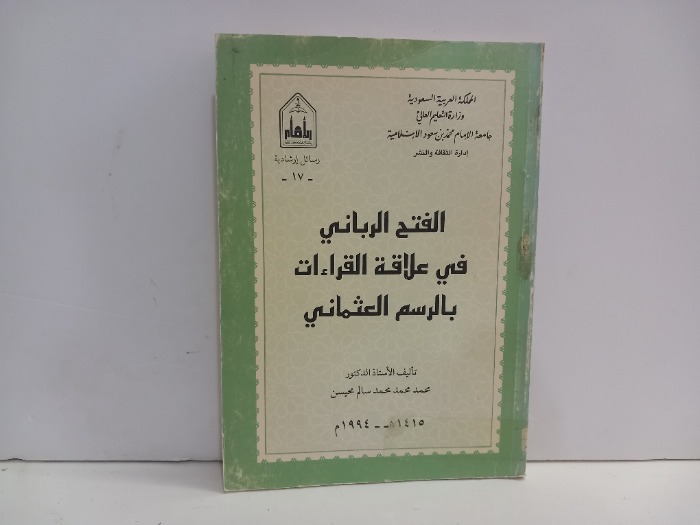 المملكة العربية السعودية
وزارة التعليم العالي
جامعة الإمام محمد بن سعود الإسلامية
إدارة الثقافة والنشر
رسائل إرشادية
- ١٧ -
الفتح الرباني
في علاقة القراءات
بالرسم العثماني
تأليف الأستاذ الدكتور
محمد محمد محمد سالم محيسن
١٤١٥هـ - ١٩٩٤م